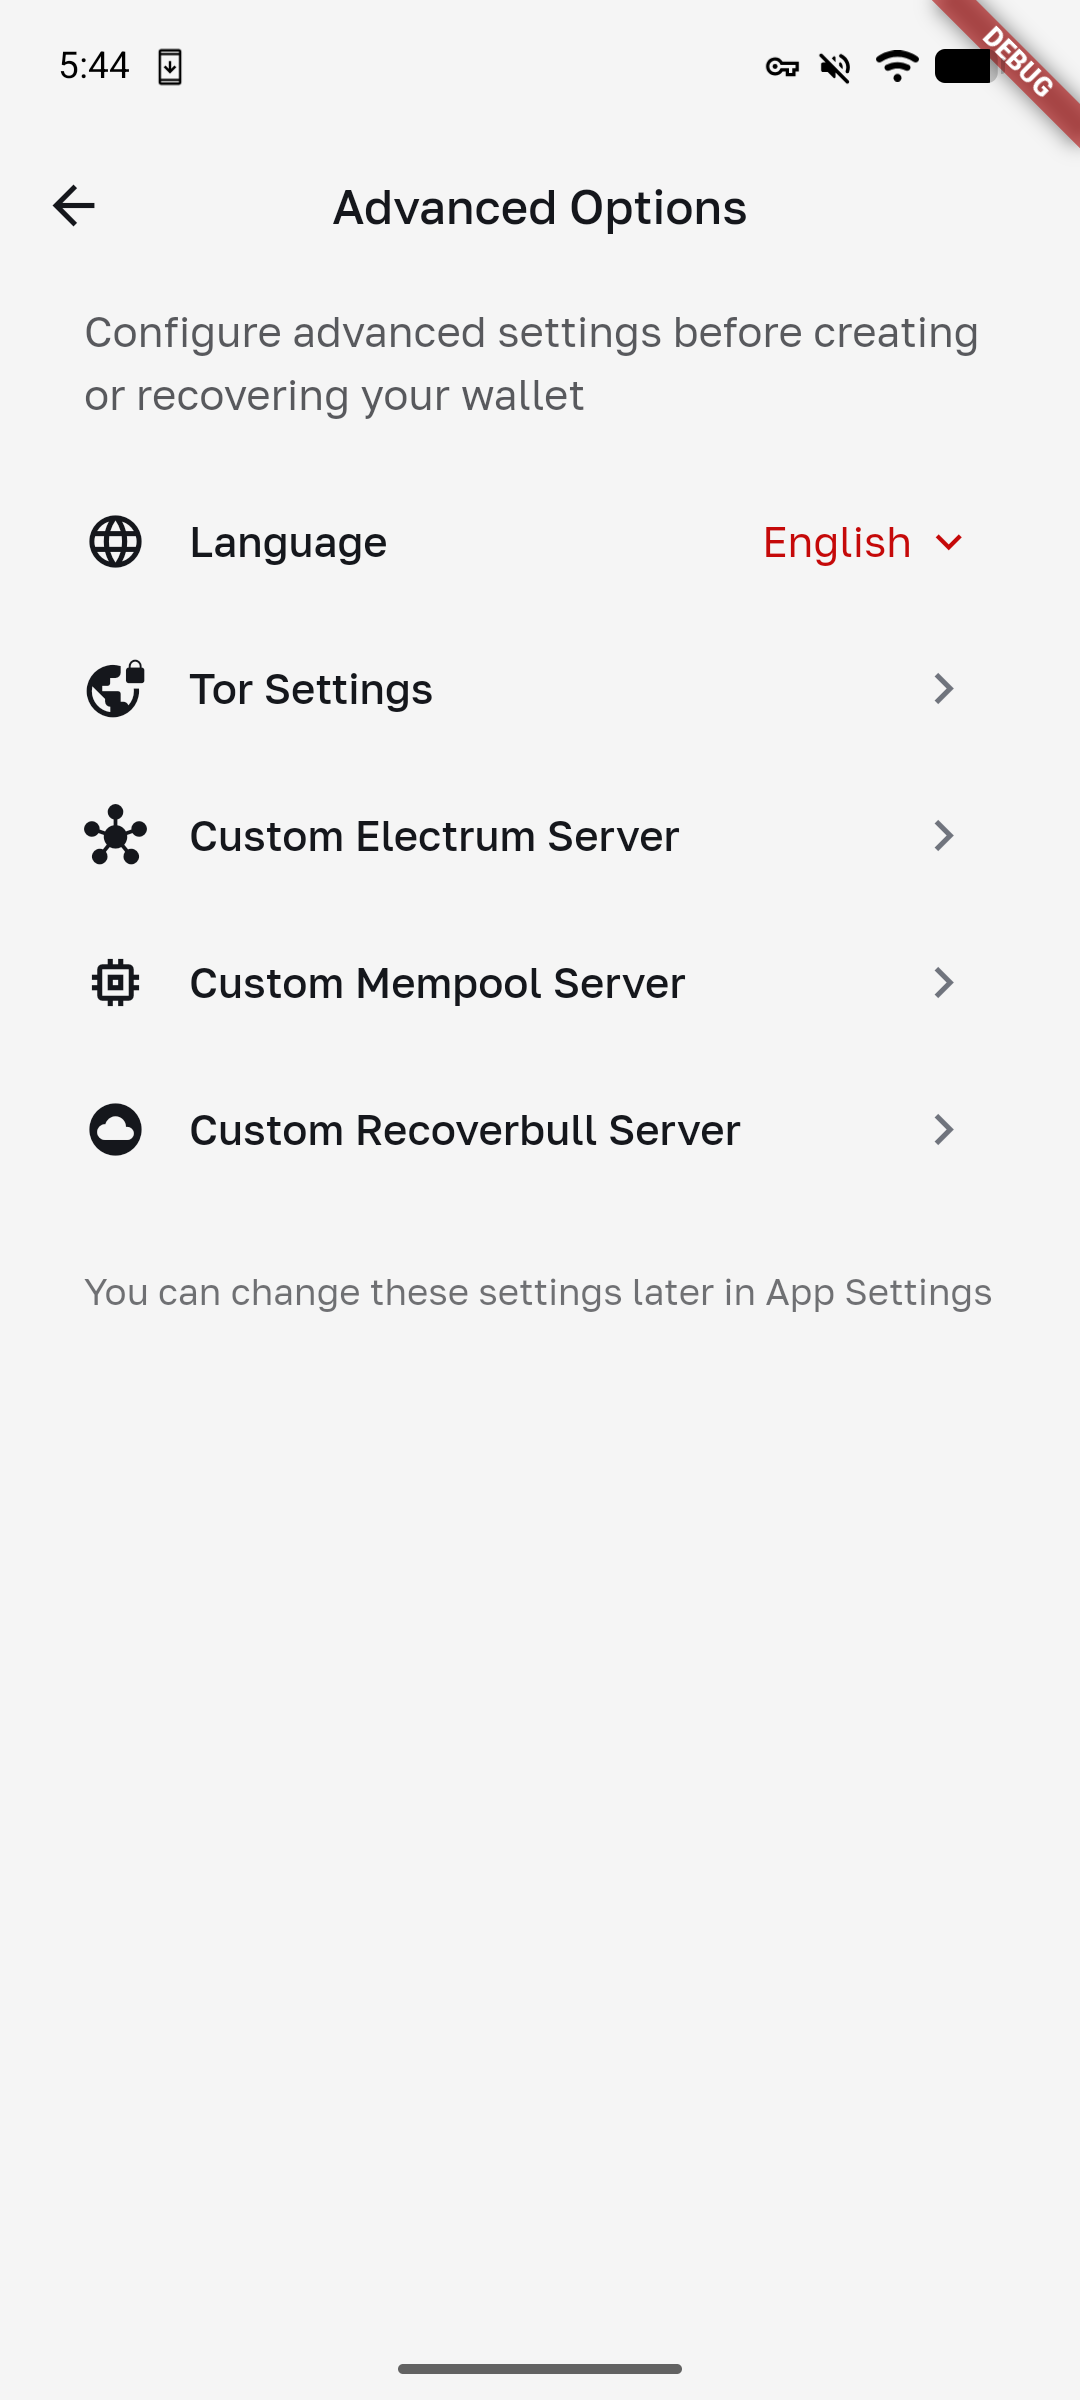 5:44
DEBUG
Advanced Options
Configure advanced settings before creating
or recovering your wallet
Language English
Tor Settings
Custom Electrum Server
Custom Mempool Server
Custom Recoverbull Server
You can change these settings later in App Settings